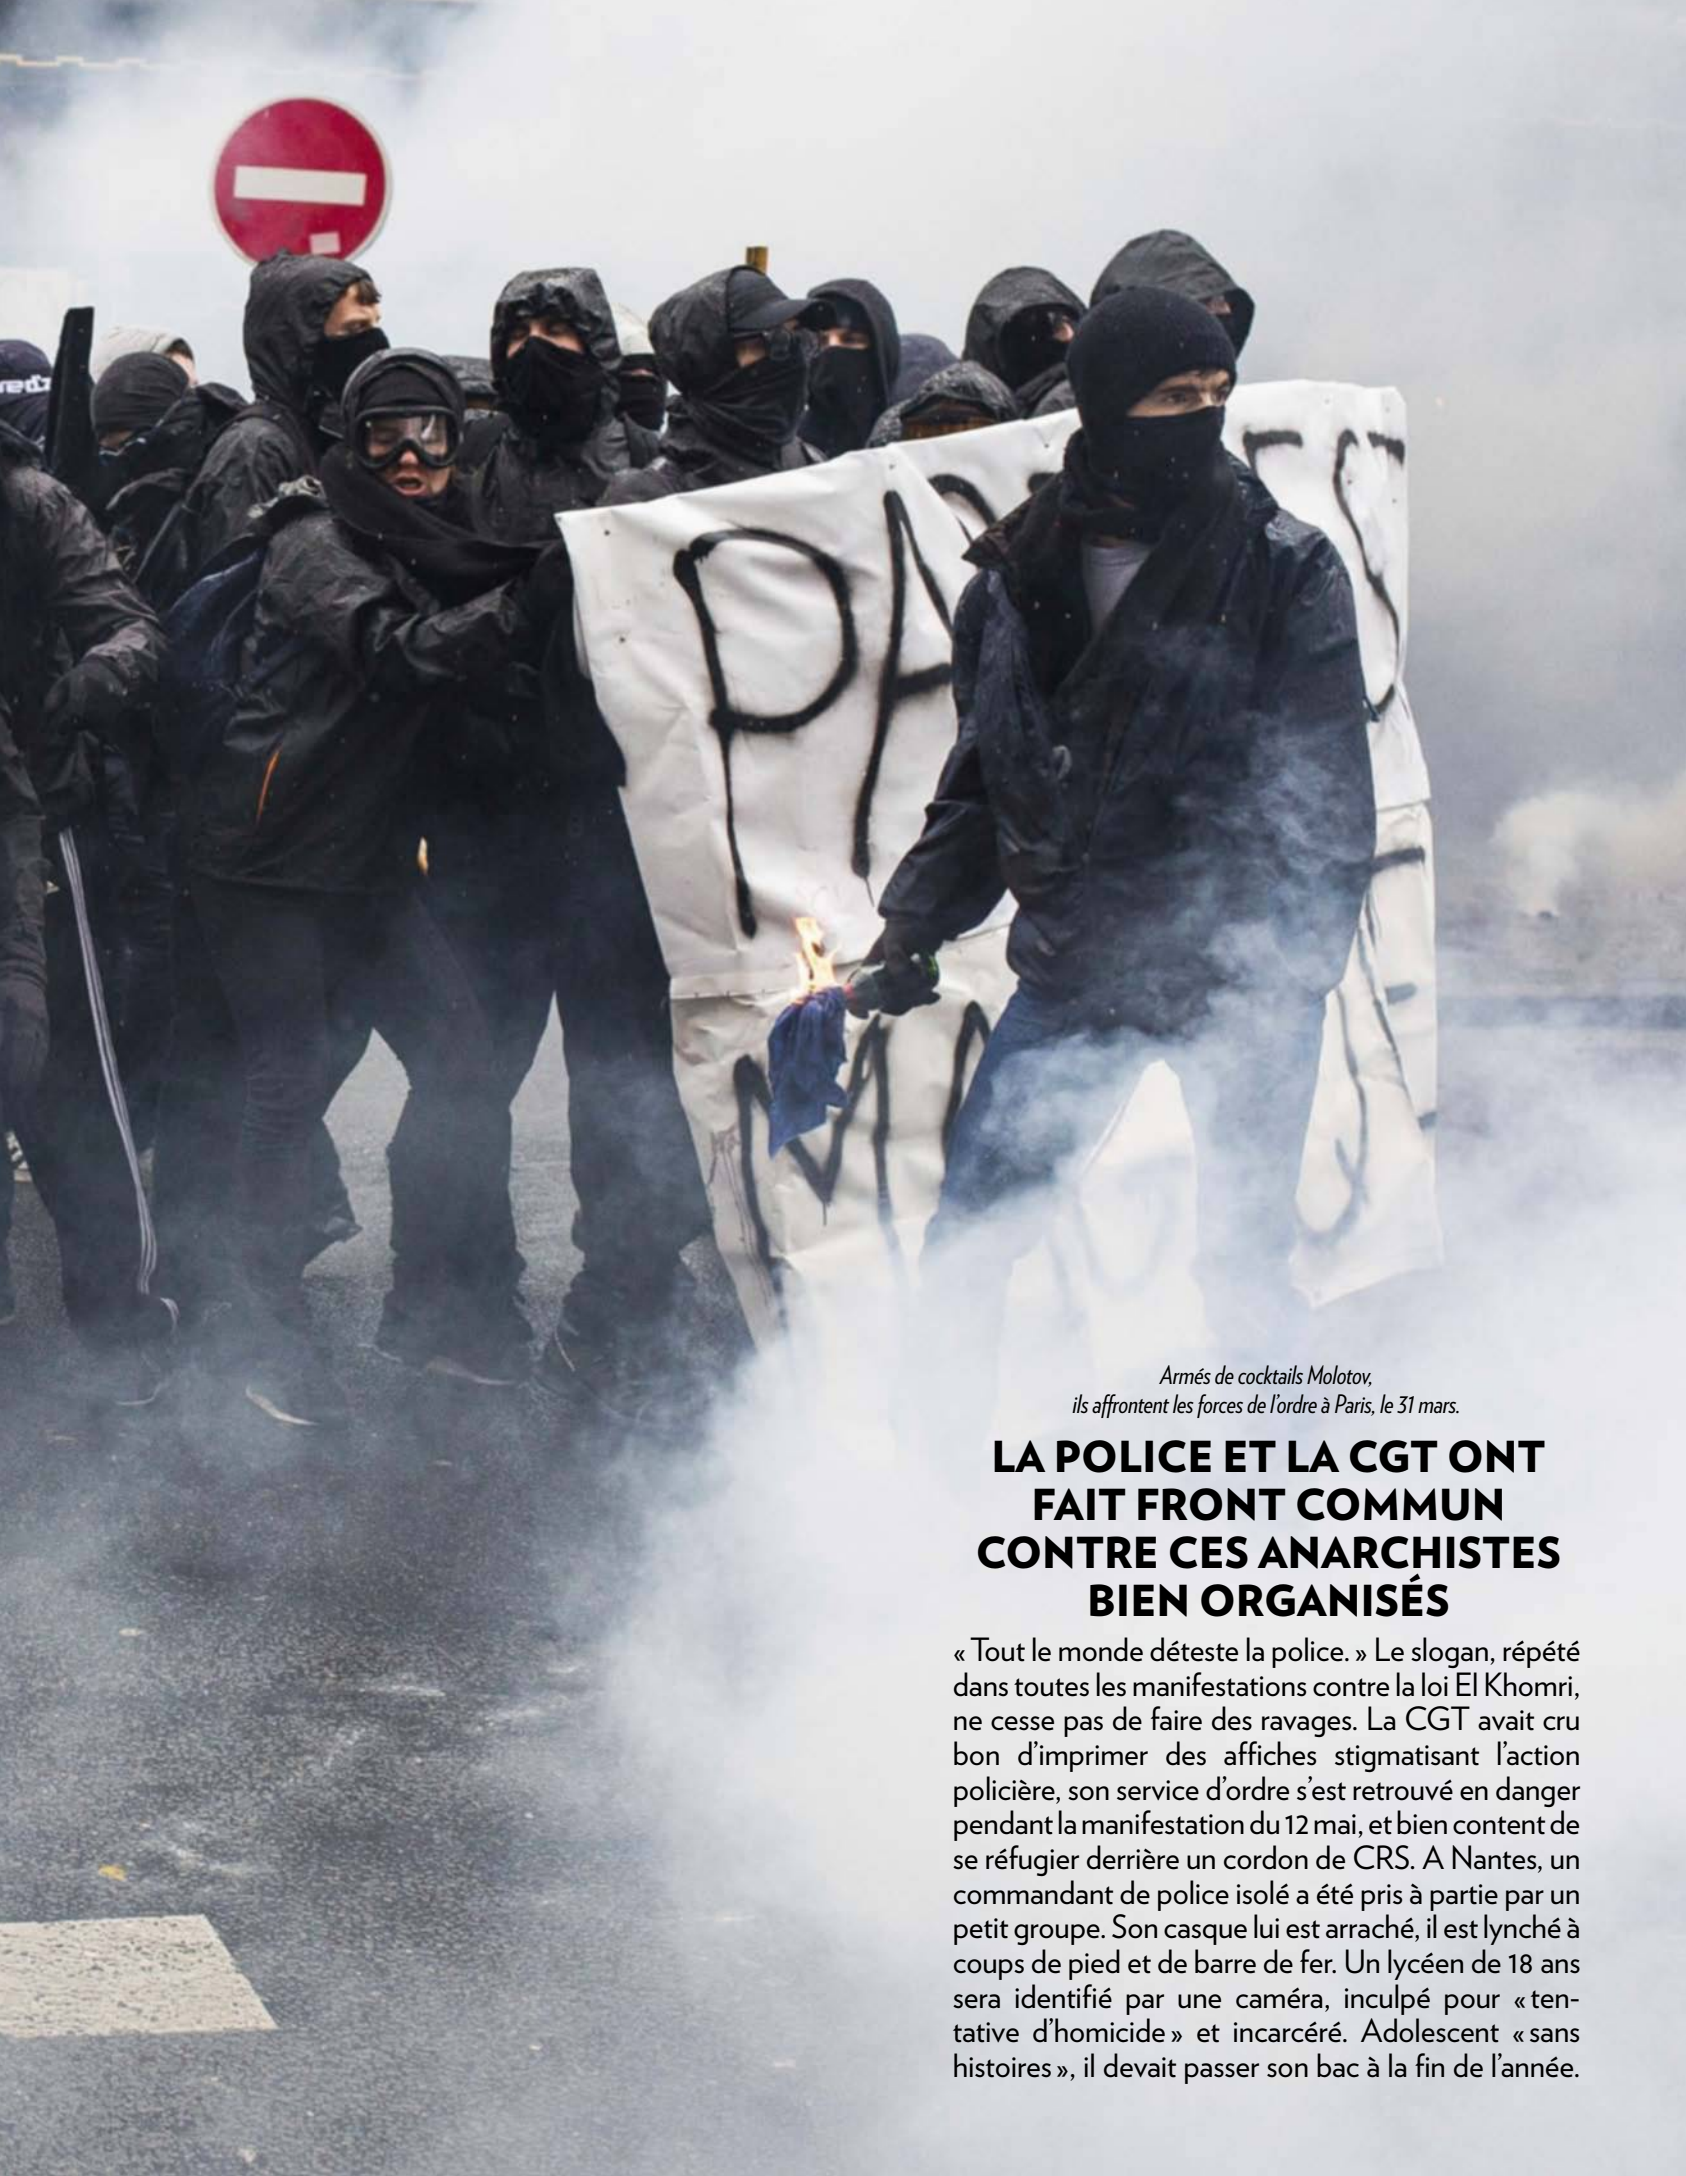 PA
Armés de cocktails Molotov,
ils affrontent les forces de l'ordre à Paris, le 31 mars.
LA POLICE ET LA CGT ONT
FAIT FRONT COMMUN
CONTRE CES ANARCHISTES
BIEN ORGANISÉS
« Tout le monde déteste la police. » Le slogan, répété
dans toutes les manifestations contre la loi El Khomri,
ne cesse pas de faire des ravages. La CGT avait cru
bon d'imprimer des affiches stigmatisant l'action
policière, son service d'ordre s'est retrouvé en danger
pendant la manifestation du 12 mai, et bien content de
se réfugier derrière un cordon de CRS. A Nantes, un
commandant de police isolé a été pris à partie par un
petit groupe. Son casque lui est arraché, il est lynché à
coups de pied et de barre de fer. Un lycéen de 18 ans
sera identifié par une caméra, inculpé pour « ten-
tative d'homicide » et incarcéré. Adolescent « sans
histoires », il devait passer son bac à la fin de l'année.